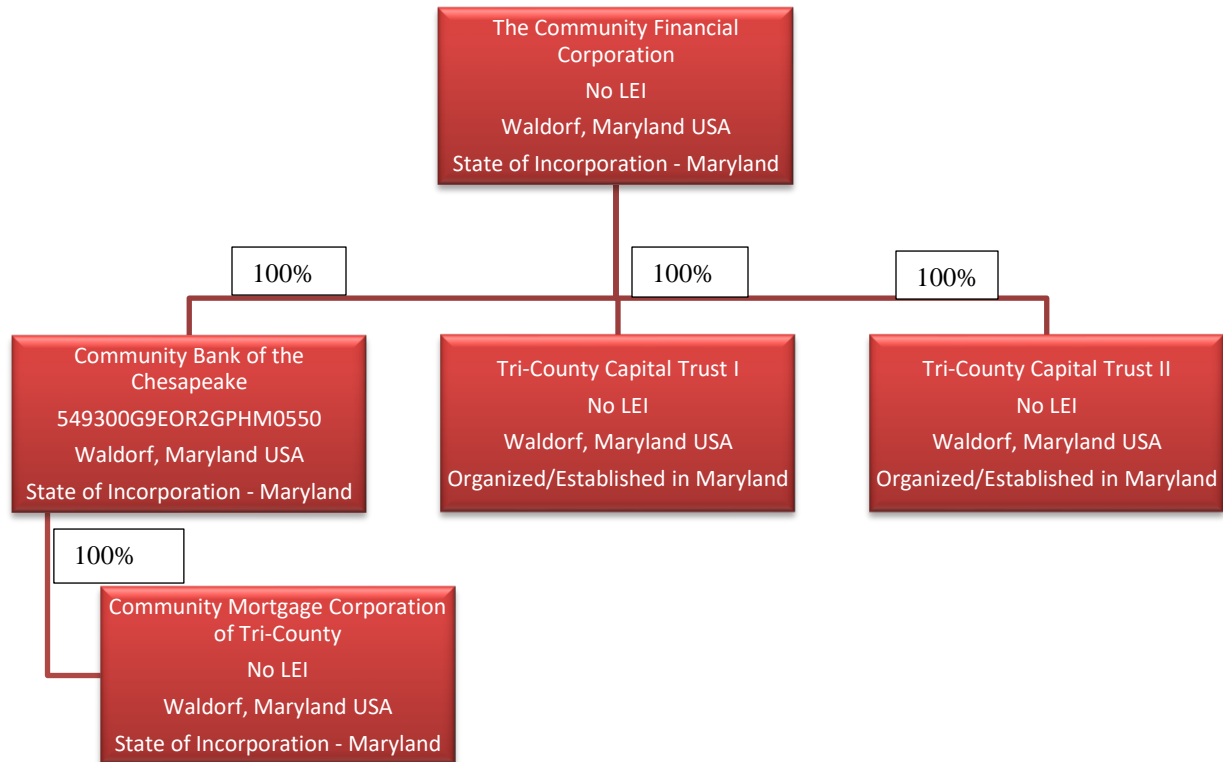 The Community Financial
Corporation
No LEI
Waldorf, Maryland USA
State of Incorporation - Maryland
100%
100%
100%
Community Bank of the
Chesapeake
549300G9EOR2GPHM0550
Waldorf, Maryland USA
State of Incorporation - Maryland
Tri-County Capital Trust I
No LEI
Waldorf, Maryland USA
Organized/Established in Maryland
Tri-County Capital Trust II
No LEI
Waldorf, Maryland USA
Organized/Established in Maryland
100%
Community Mortgage Corporation
of Tri-County
No LEI
Waldorf, Maryland USA
State of Incorporation - Maryland